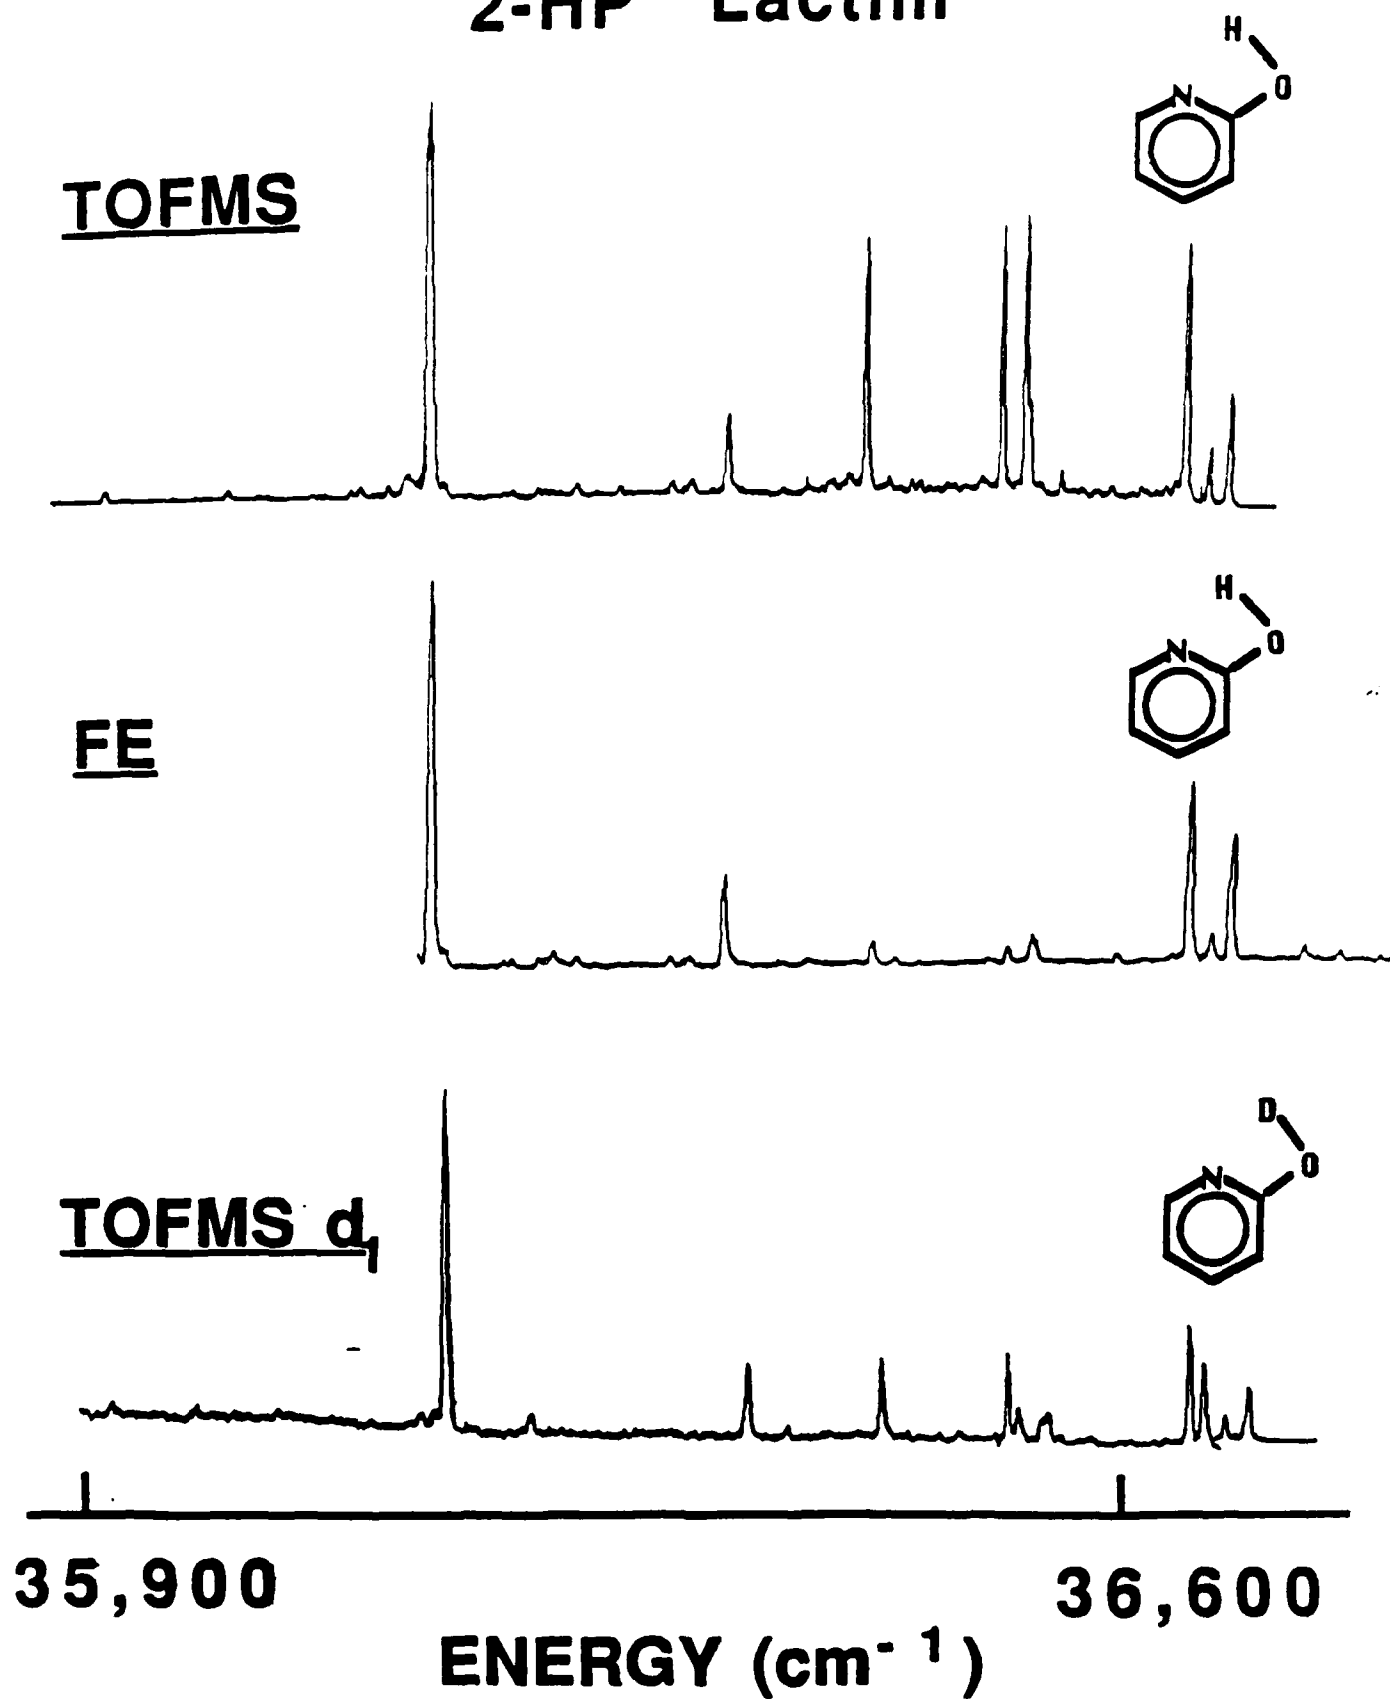 2-HP Lactim
H
O
N
TOFMS
H
O
N
FE
D
O
N
TOFMS d1
35,900 36,600
ENERGY (cm-1)